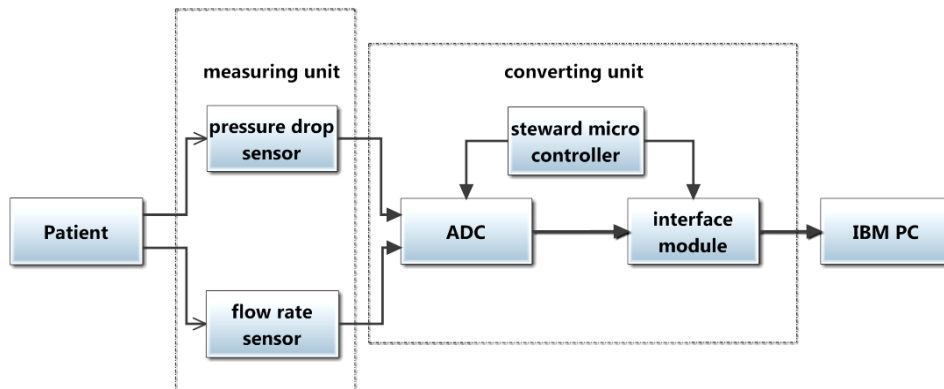 measuring unit
converting unit
pressure drop
sensor
steward micro
controller
Patient
ADC
interface
module
IBM PC
flow rate
sensor